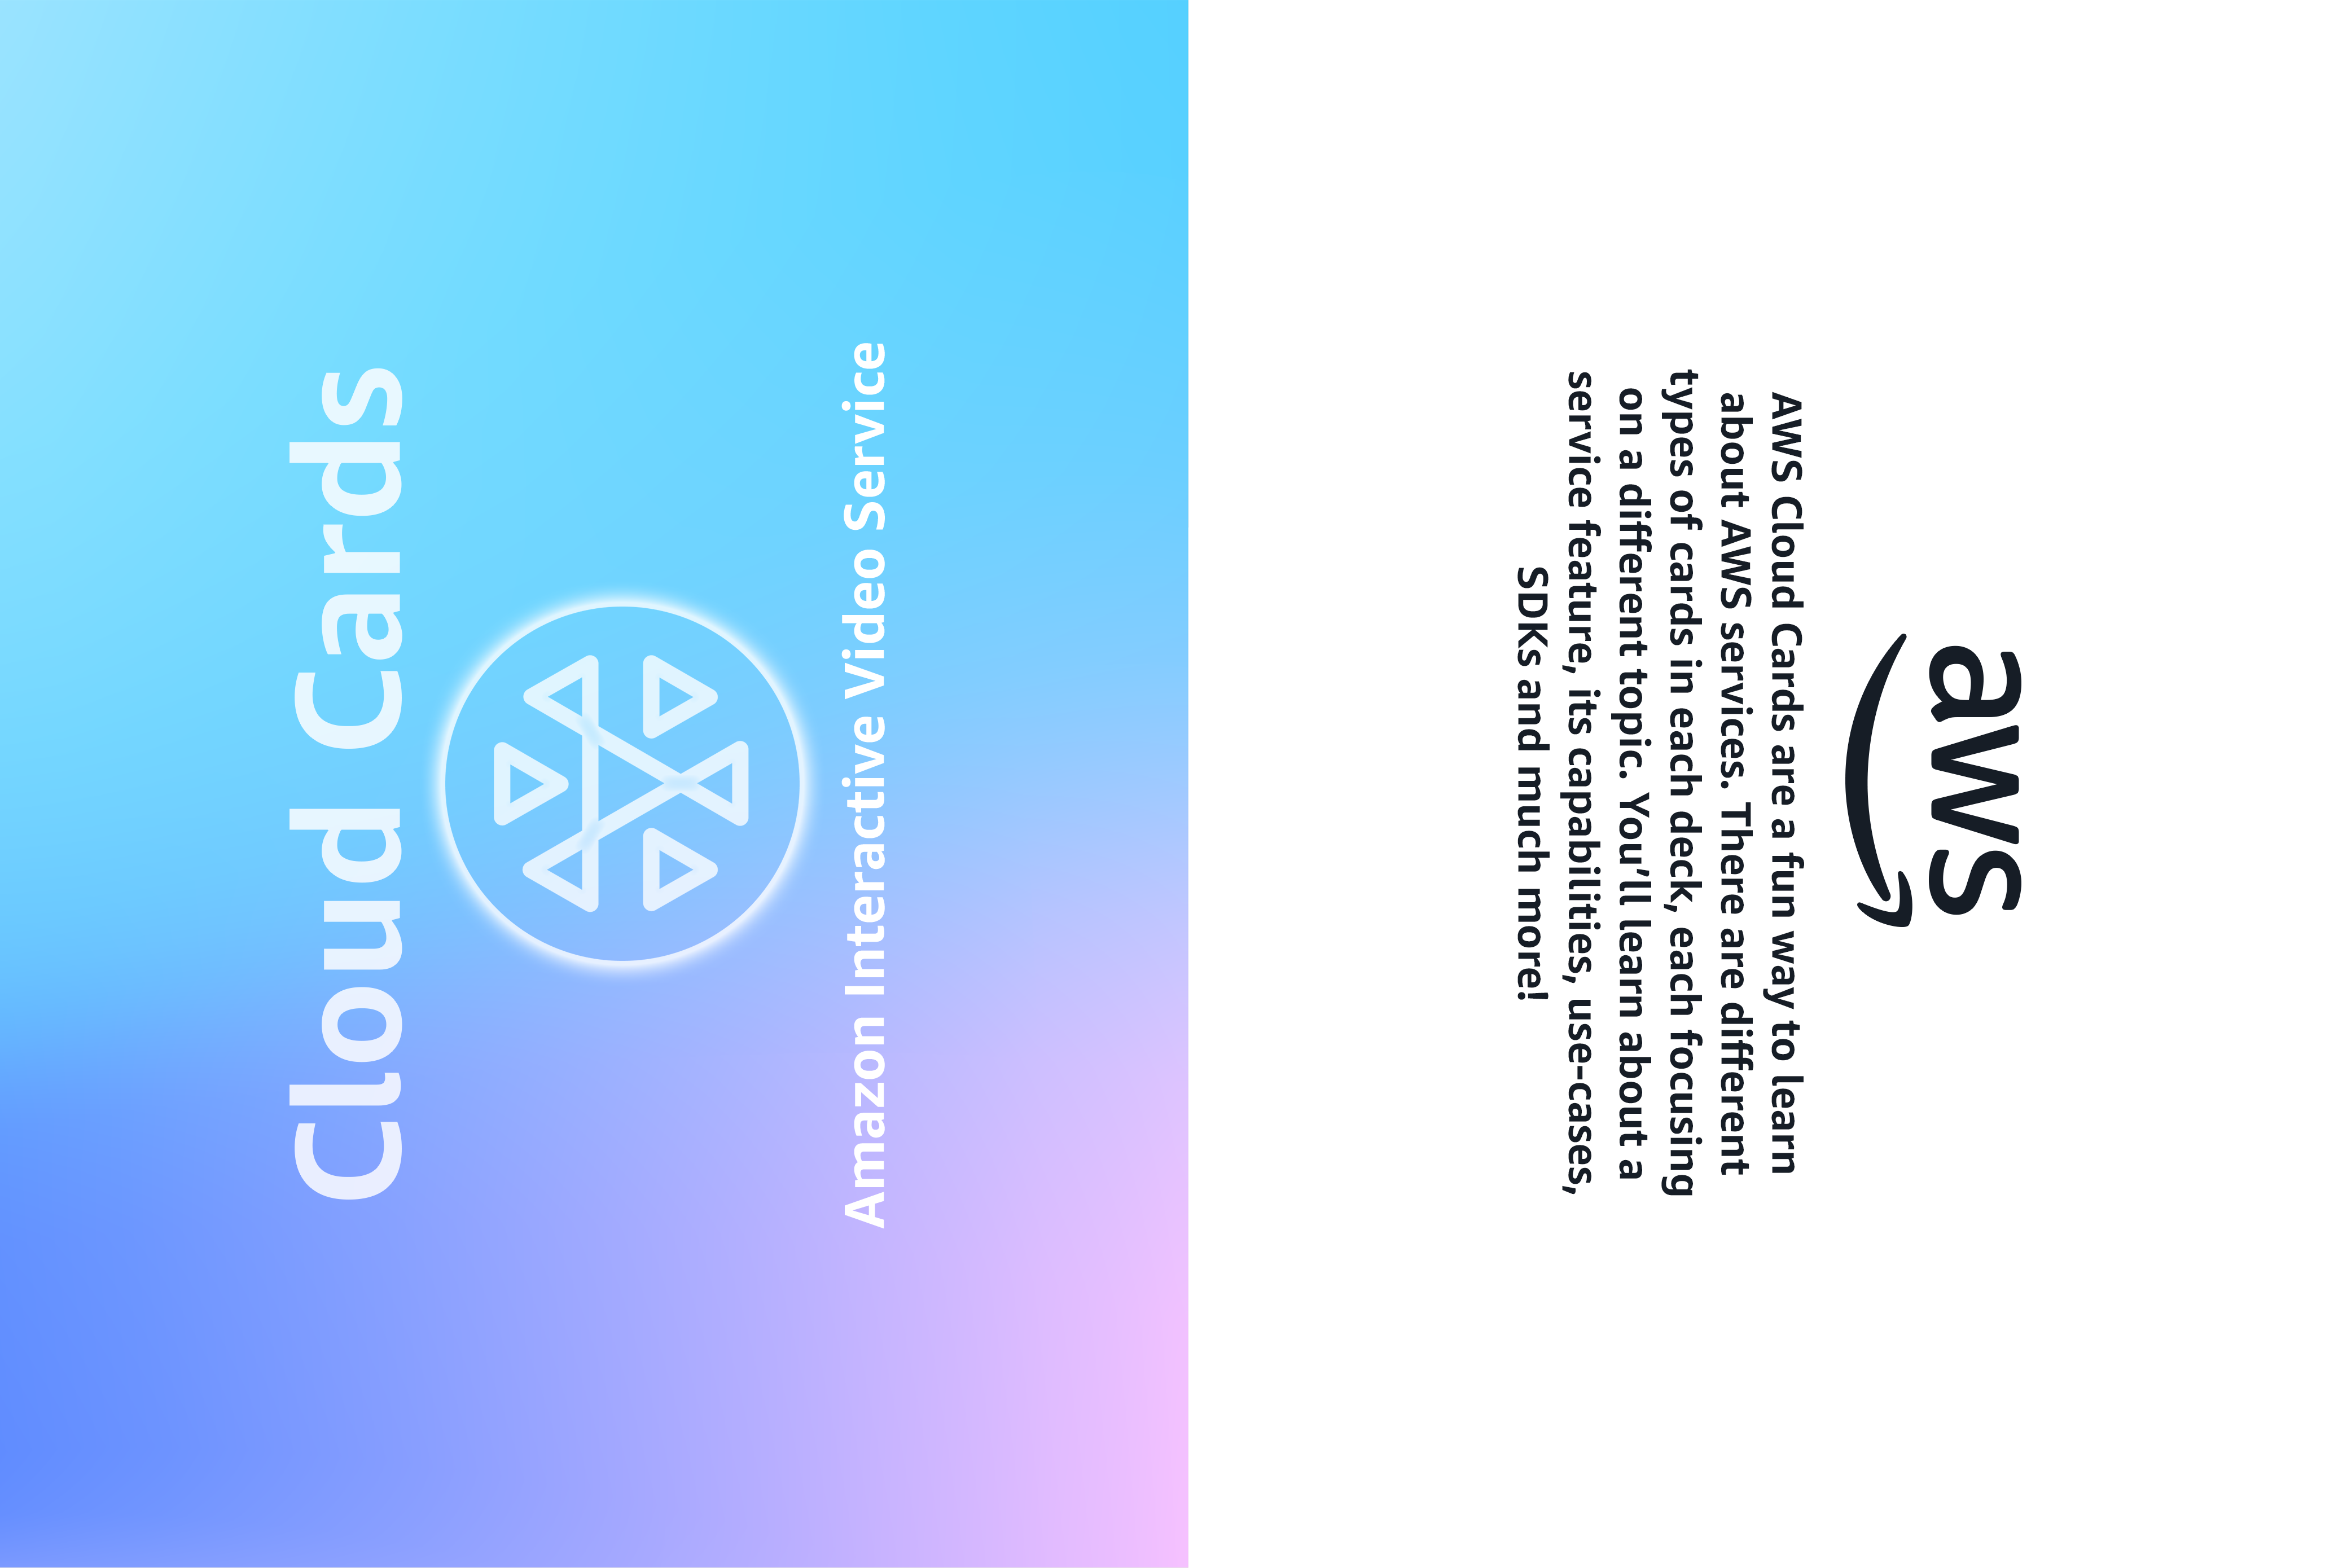 Cloud Cards
Amazon Interactive Video Service
aws
AWS Cloud Cards are a fun way to learn
about AWS services. There are different
types of cards in each deck, each focusing
on a different topic. You’ll learn about a
service feature, its capabilities, use-cases,
SDKs and much more!